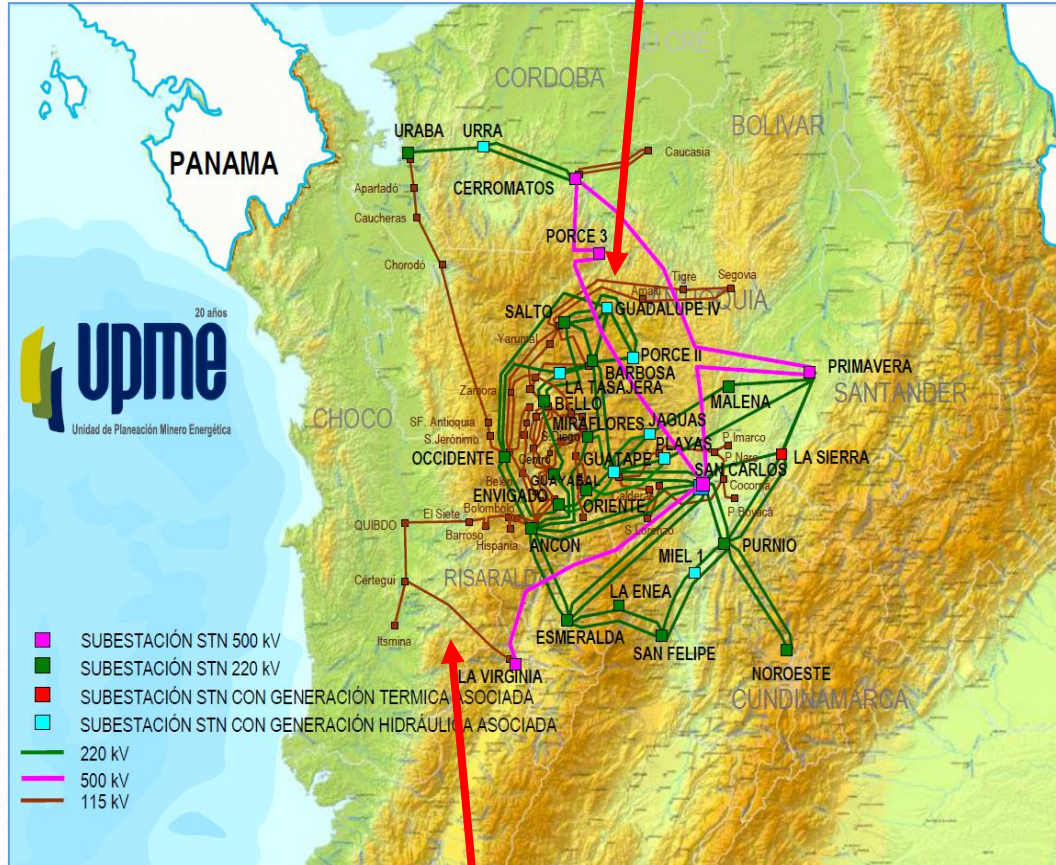 CORDOBA
BOLIVAR
URABA
URRA
PANAMA
Caucasia
CERROMATOS
Apartadó
Caucheras
PORCE 3
Chorodó
Tigre
Segovia
20 años
upme
Unidad de Planeación Minero Energética
SALTO
GUADALUPE IV
Yarumal
PORCE II
BARBOSA
PRIMAVERA
LA TASAJERA
MALENA
SANTANDER
Zamora
BELLO
CHOCO
SF. Antioquia
MIRAFLORES
JAGUAS
S.Jerónimo
S.Diego
P.Imarco
PLAYAS
OCCIDENTE
Centro
GUATAPE
P. Nare
LA SIERRA
SAN CARLOS
Belén
GUAYABAL
Cocorna
Calderas
ENVIGADO
ORIENTE
P.Boyacá
El Siete
Bolombolo
QUIBDO
Barroso
S.Lorenzo
Hispania
ANCON
PURNIO
MIEL 1
RISARALDA
Cértegui
LA ENEA
Itsmina
ESMERALDA
SAN FELIPE
NOROESTE
LA VIRGINIA
CUNDINAMARCA
SUBESTACIÓN STN 500 kV
SUBESTACIÓN STN 220 kV
SUBESTACIÓN STN CON GENERACIÓN TERMICA ASOCIADA
SUBESTACIÓN STN CON GENERACIÓN HIDRÁULICA ASOCIADA
220 kV
500 kV
115 kV